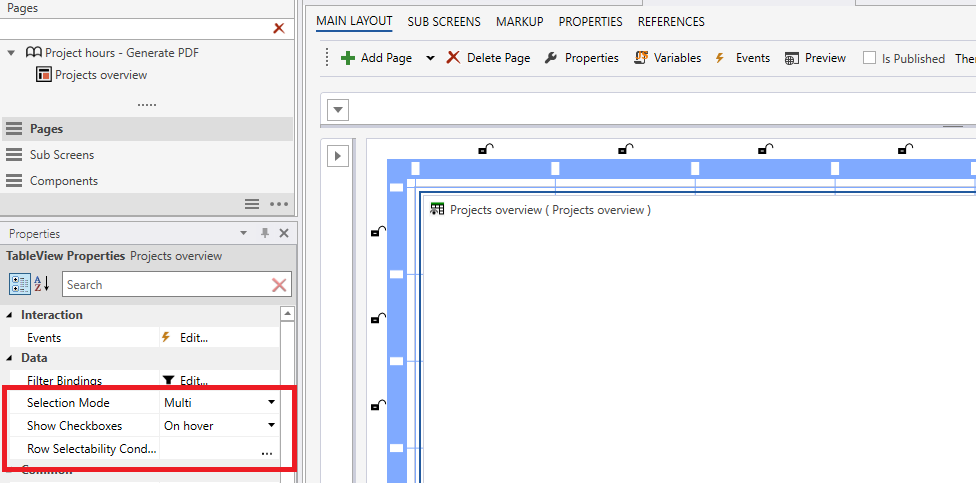 Pages
Project hours - Generate PDF
Projects overview
.....
Pages
Sub Screens
Components
Properties
TableView Properties Projects overview
A
Z
Search
Interaction
Events Edit...
Data
Filter Bindings Edit...
Selection Mode Multi
Show Checkboxes On hover
Row Selectability Cond... ...
Common
MAIN LAYOUT SUB SCREENS MARKUP PROPERTIES REFERENCES
Add Page Delete Page Properties Variables Events Preview Is Published Ther
Projects overview ( Projects overview )